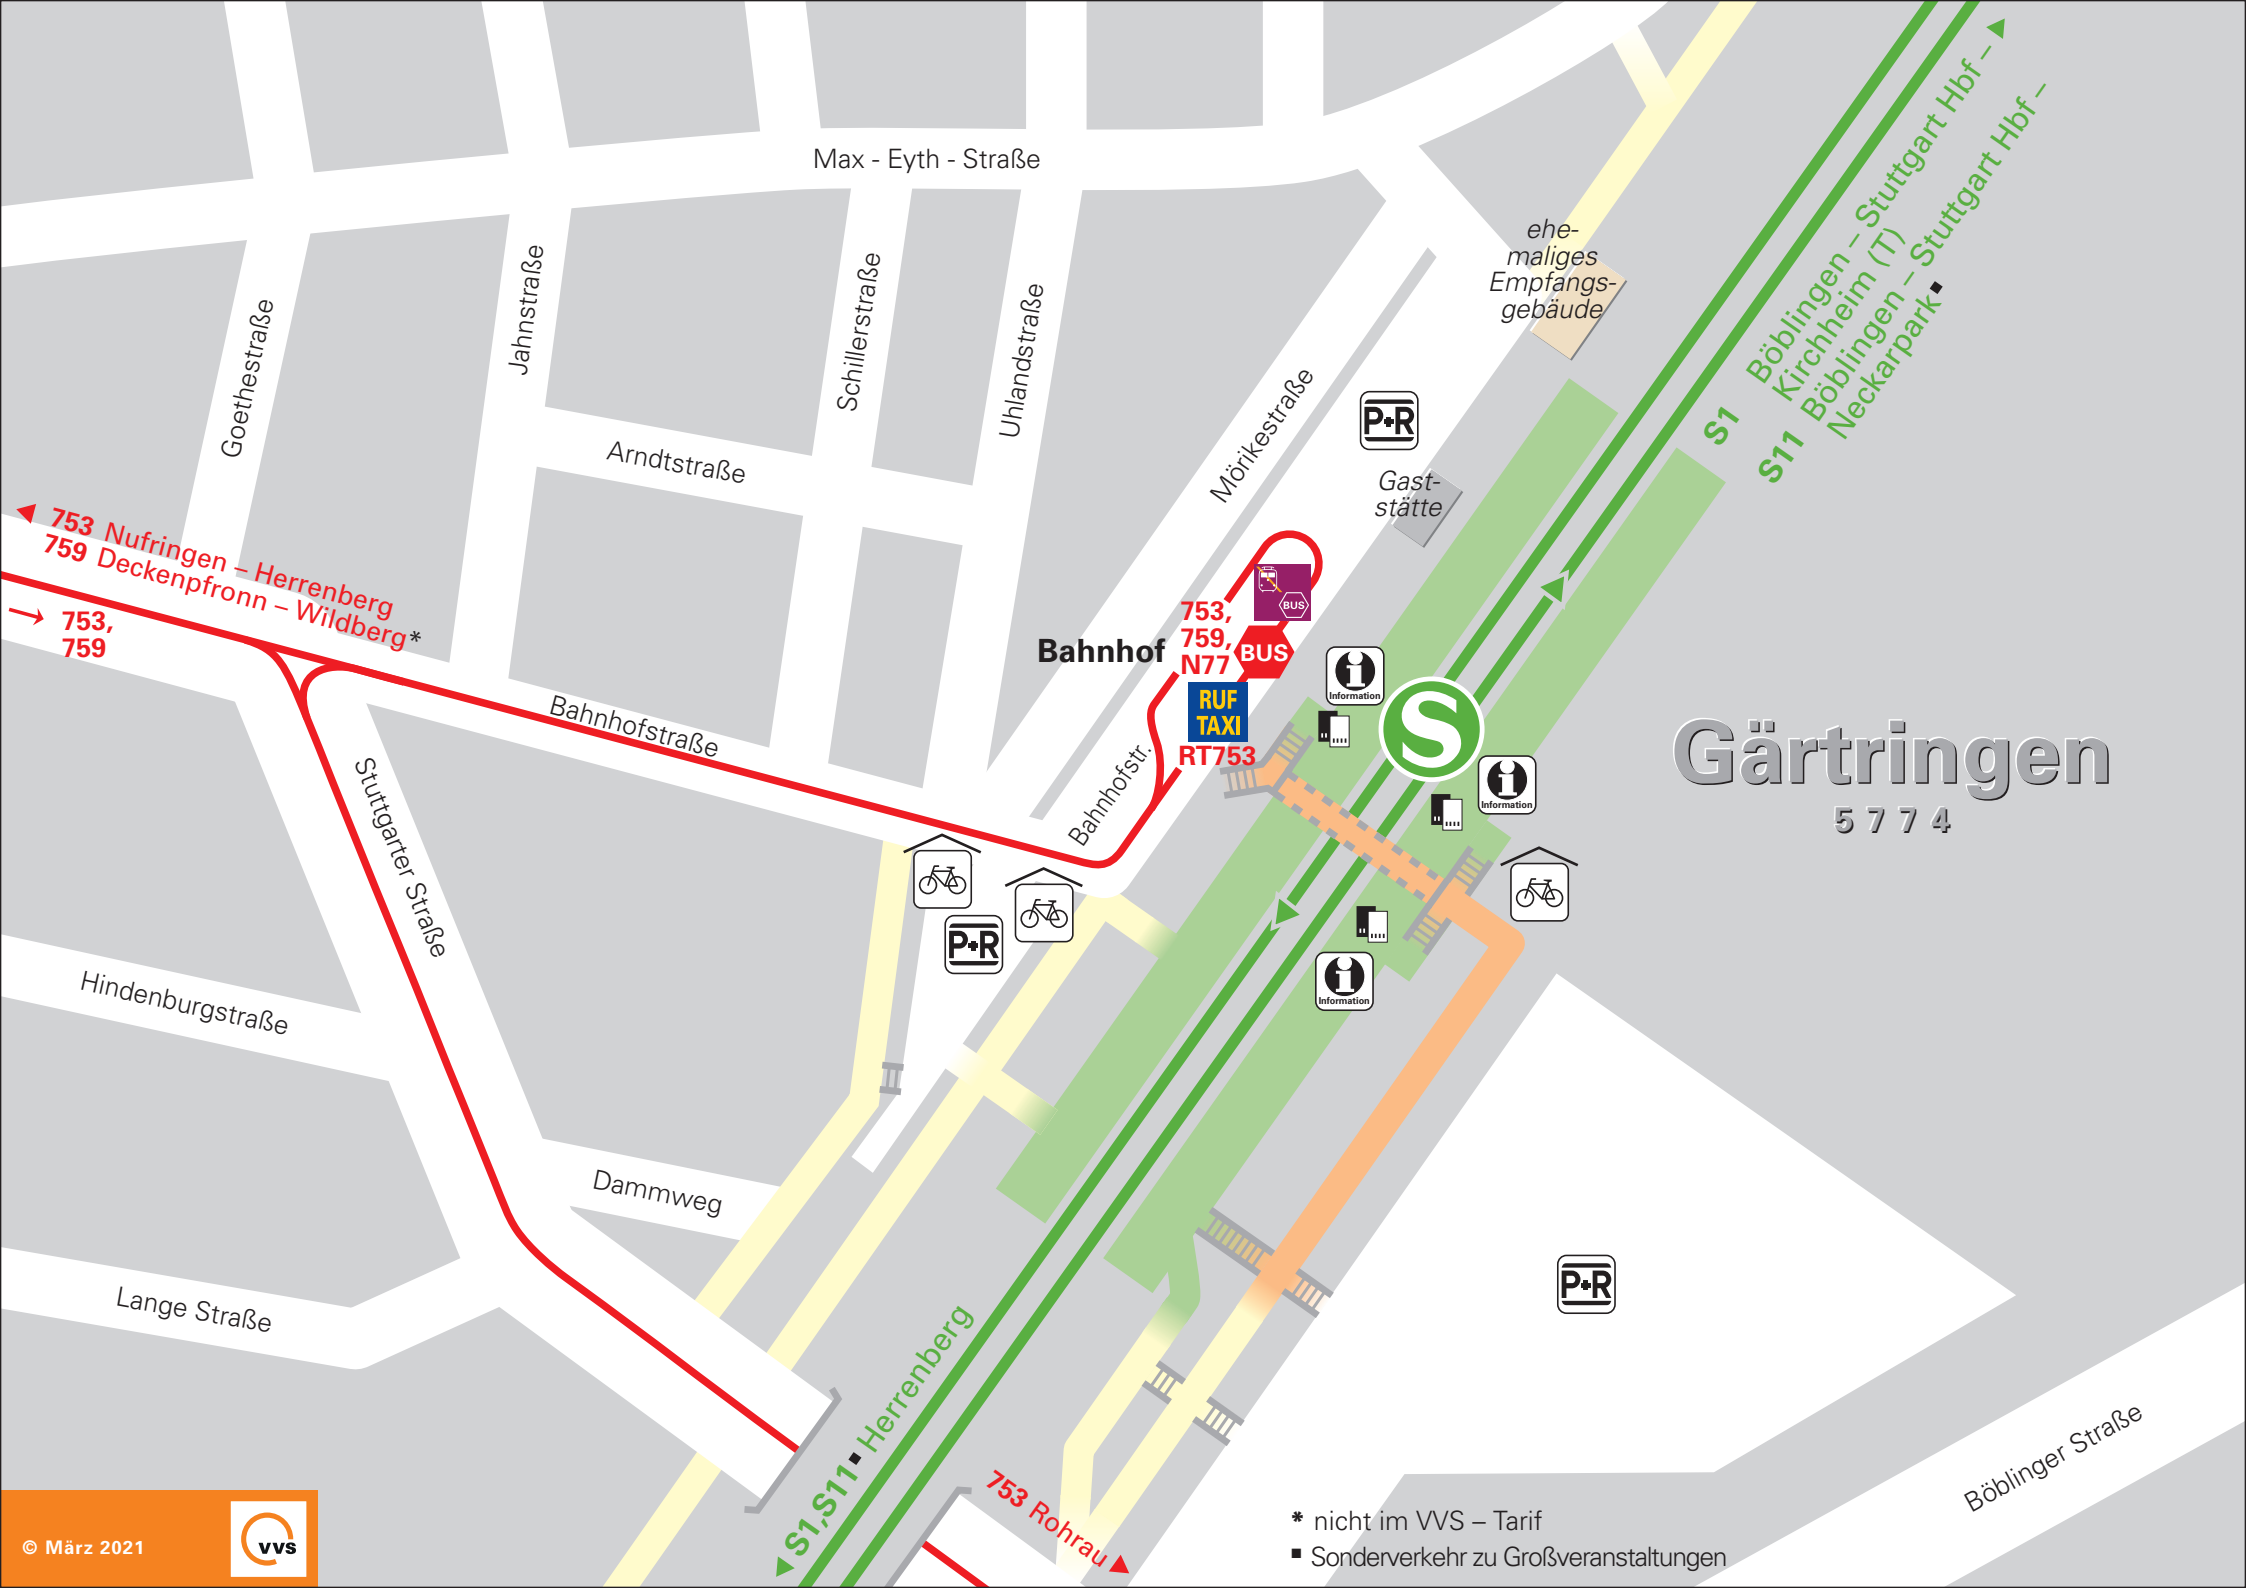 Max - Eyth - Straße
Goethestraße
Jahnstraße
Schillerstraße
Uhlandstraße
Arndtstraße
Mörikestraße
ehe-
maliges
Empfangs-
gebäude
P+R
Gast-
stätte
S1 Böblingen – Stuttgart Hbf –
Kirchheim (T)
S11 Böblingen – Stuttgart Hbf –
Neckarpark ▪
753 Nufringen – Herrenberg
759 Deckenpfronn – Wildberg*
753,
759
Bahnhofstraße
Stuttgarter Straße
Bahnhof
753,
759,
N77
BUS
BUS
RUF
TAXI
RT753
Bahnhofstr.
Information
S
Information
Information
Gärtringen
5774
P+R
Hindenburgstraße
Dammweg
Lange Straße
P+R
S1,S11▪ Herrenberg
753 Rohrau
Böblinger Straße
* nicht im VVS – Tarif
▪ Sonderverkehr zu Großveranstaltungen
© März 2021
vvs